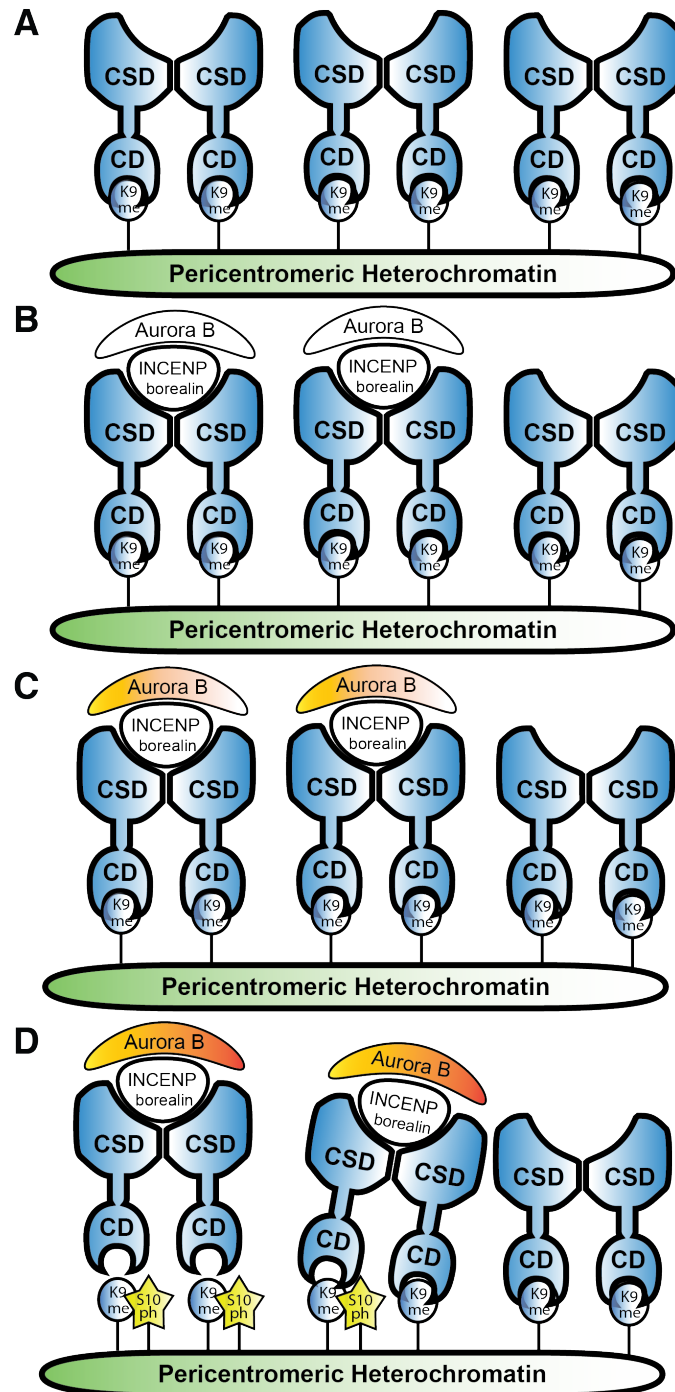 A
CSD CSD CSD CSD CSD CSD
CD CD CD CD CD CD
K9 K9 K9 K9 K9 K9
me me me me me me
Pericentromeric Heterochromatin
B
Aurora B Aurora B
INCENP INCENP
borealin borealin
CSD CSD CSD CSD CSD CSD
CD CD CD CD CD CD
K9 K9 K9 K9 K9 K9
me me me me me me
Pericentromeric Heterochromatin
C
Aurora B Aurora B
INCENP INCENP
borealin borealin
CSD CSD CSD CSD CSD CSD
CD CD CD CD CD CD
K9 K9 K9 K9 K9 K9
me me me me me me
Pericentromeric Heterochromatin
D
Aurora B Aurora B
INCENP INCENP
borealin borealin
CSD CSD CSD CSD CSD CSD
CD CD CD CD CD CD
K9 S10 K9 S10 K9 S10 K9 K9 K9
me ph me ph me ph me me me
Pericentromeric Heterochromatin